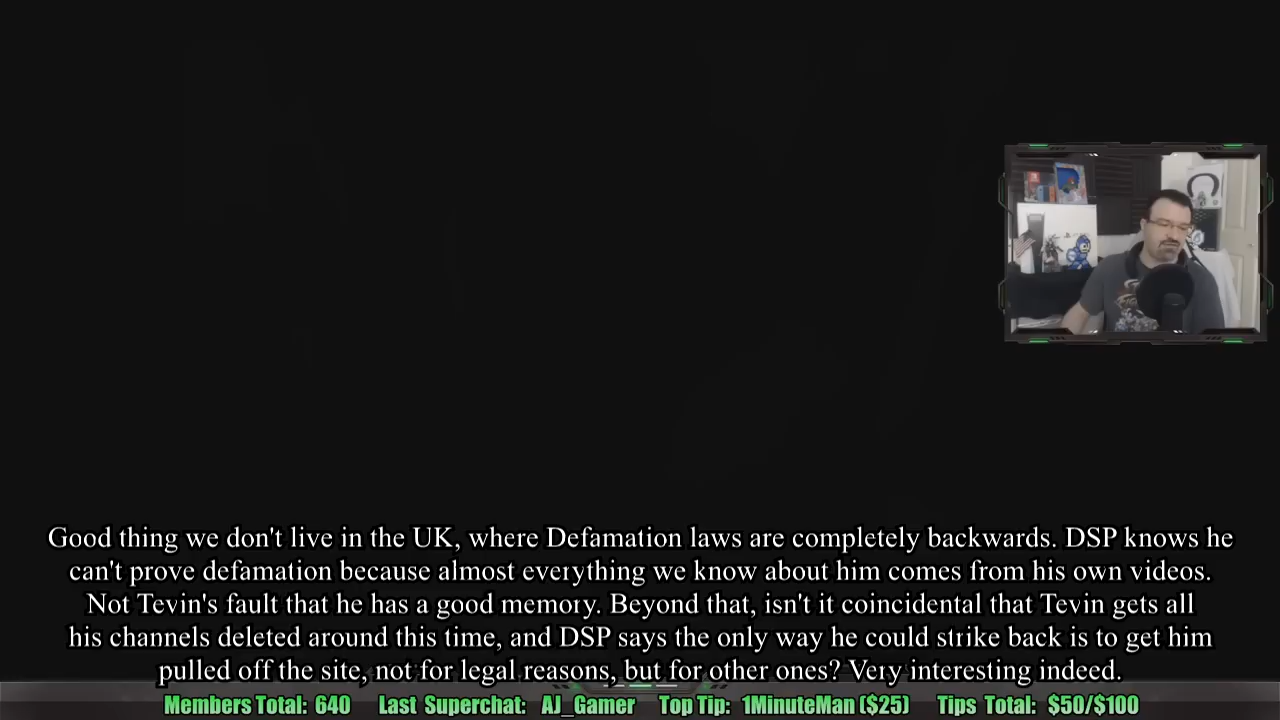 Good thing we don't live in the UK, where Defamation laws are completely backwards. DSP knows he
can't prove defamation because almost everything we know about him comes from his own videos.
Not Tevin's fault that he has a good memory. Beyond that, isn't it coincidental that Tevin gets all
his channels deleted around this time, and DSP says the only way he could strike back is to get him
pulled off the site, not for legal reasons, but for other ones? Very interesting indeed.
Members Total: 640 Last Superchat: AJ_Gamer Top Tip: 1MinuteMan ($25) Tips Total: $50/$100